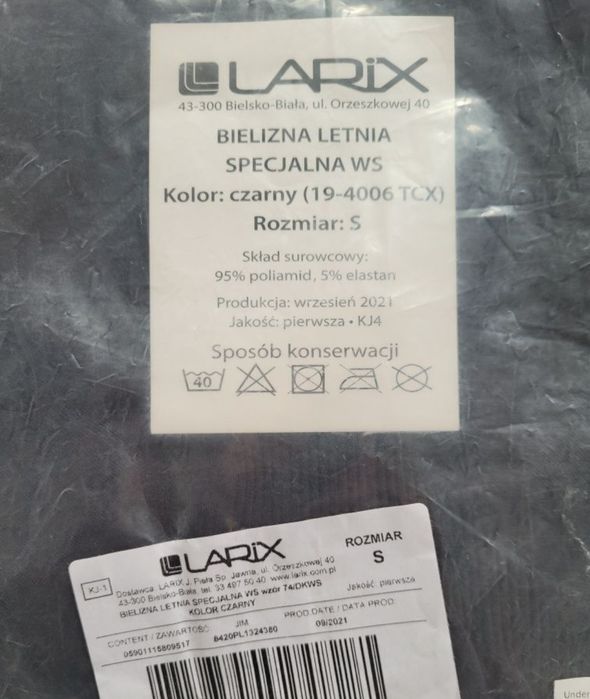 LARiX
43-300 Bielsko-Biała, ul. Orzeszkowej 40
BIELIZNA LETNIA
SPECJALNA WS
Kolor: czarny (19-4006 TCX)
Rozmiar: S
Skład surowcowy:
95% poliamid, 5% elastan
Produkcja: wrzesień 2021
Jakość: pierwsza • KJ4
Sposób konserwacji
40
LARiX
ROZMIAR
S
KJ-1
Dostawca: LARIX J. Piela Sp. Jawna, ul. Orzeszkowej 40
43-300 Bielsko-Biała, tel. 33 497 50 40 www.larix.com.pl
Jakość: pierwsza
BIELIZNA LETNIA SPECJALNA WS wzór 74/DKWS
KOLOR CZARNY
CONTENT / ZAWARTOŚĆ: JIM PROD.DATE / DATA PROD:
05901115809517 8420PL1324380 09/2021
Under